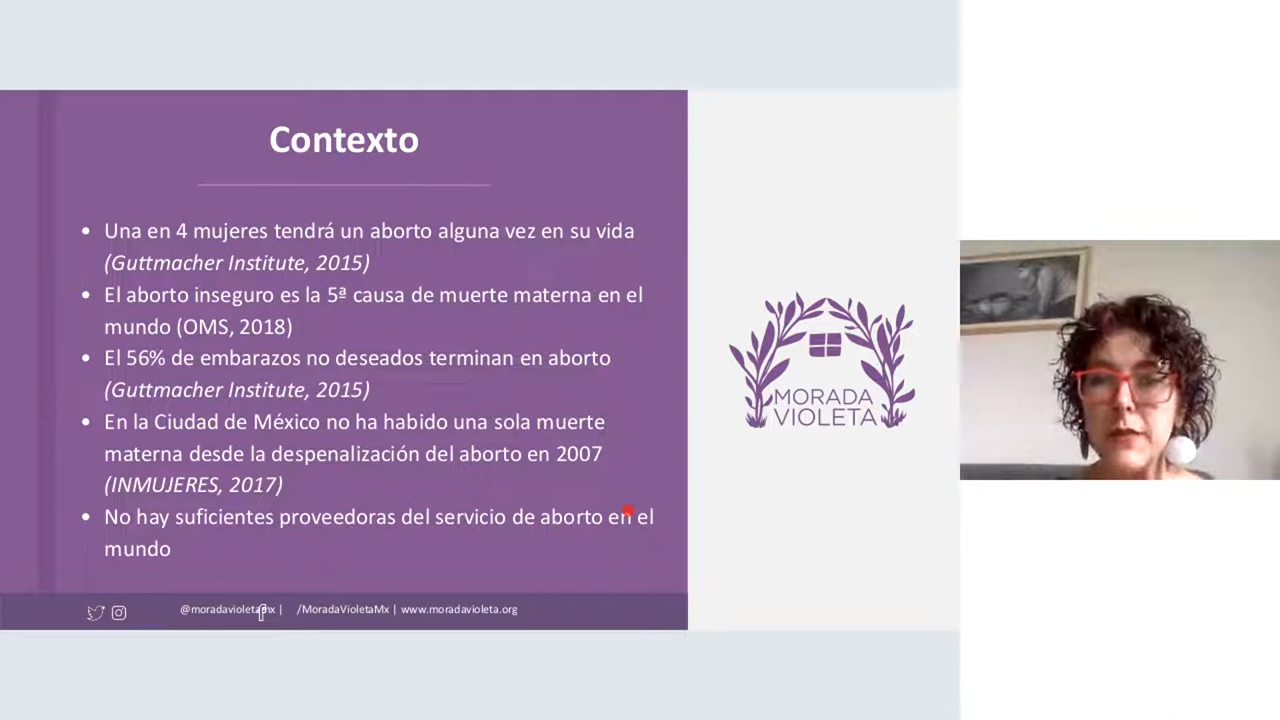 Contexto
• Una en 4 mujeres tendrá un aborto alguna vez en su vida
(Guttmacher Institute, 2015)
• El aborto inseguro es la 5ª causa de muerte materna en el
mundo (OMS, 2018)
• El 56% de embarazos no deseados terminan en aborto
(Guttmacher Institute, 2015)
• En la Ciudad de México no ha habido una sola muerte
materna desde la despenalización del aborto en 2007
(INMUJERES, 2017)
• No hay suficientes proveedoras del servicio de aborto en el
mundo
@moradavioletamx | /MoradaVioletaMx | www.moradavioleta.org
MORADA
VIOLETA